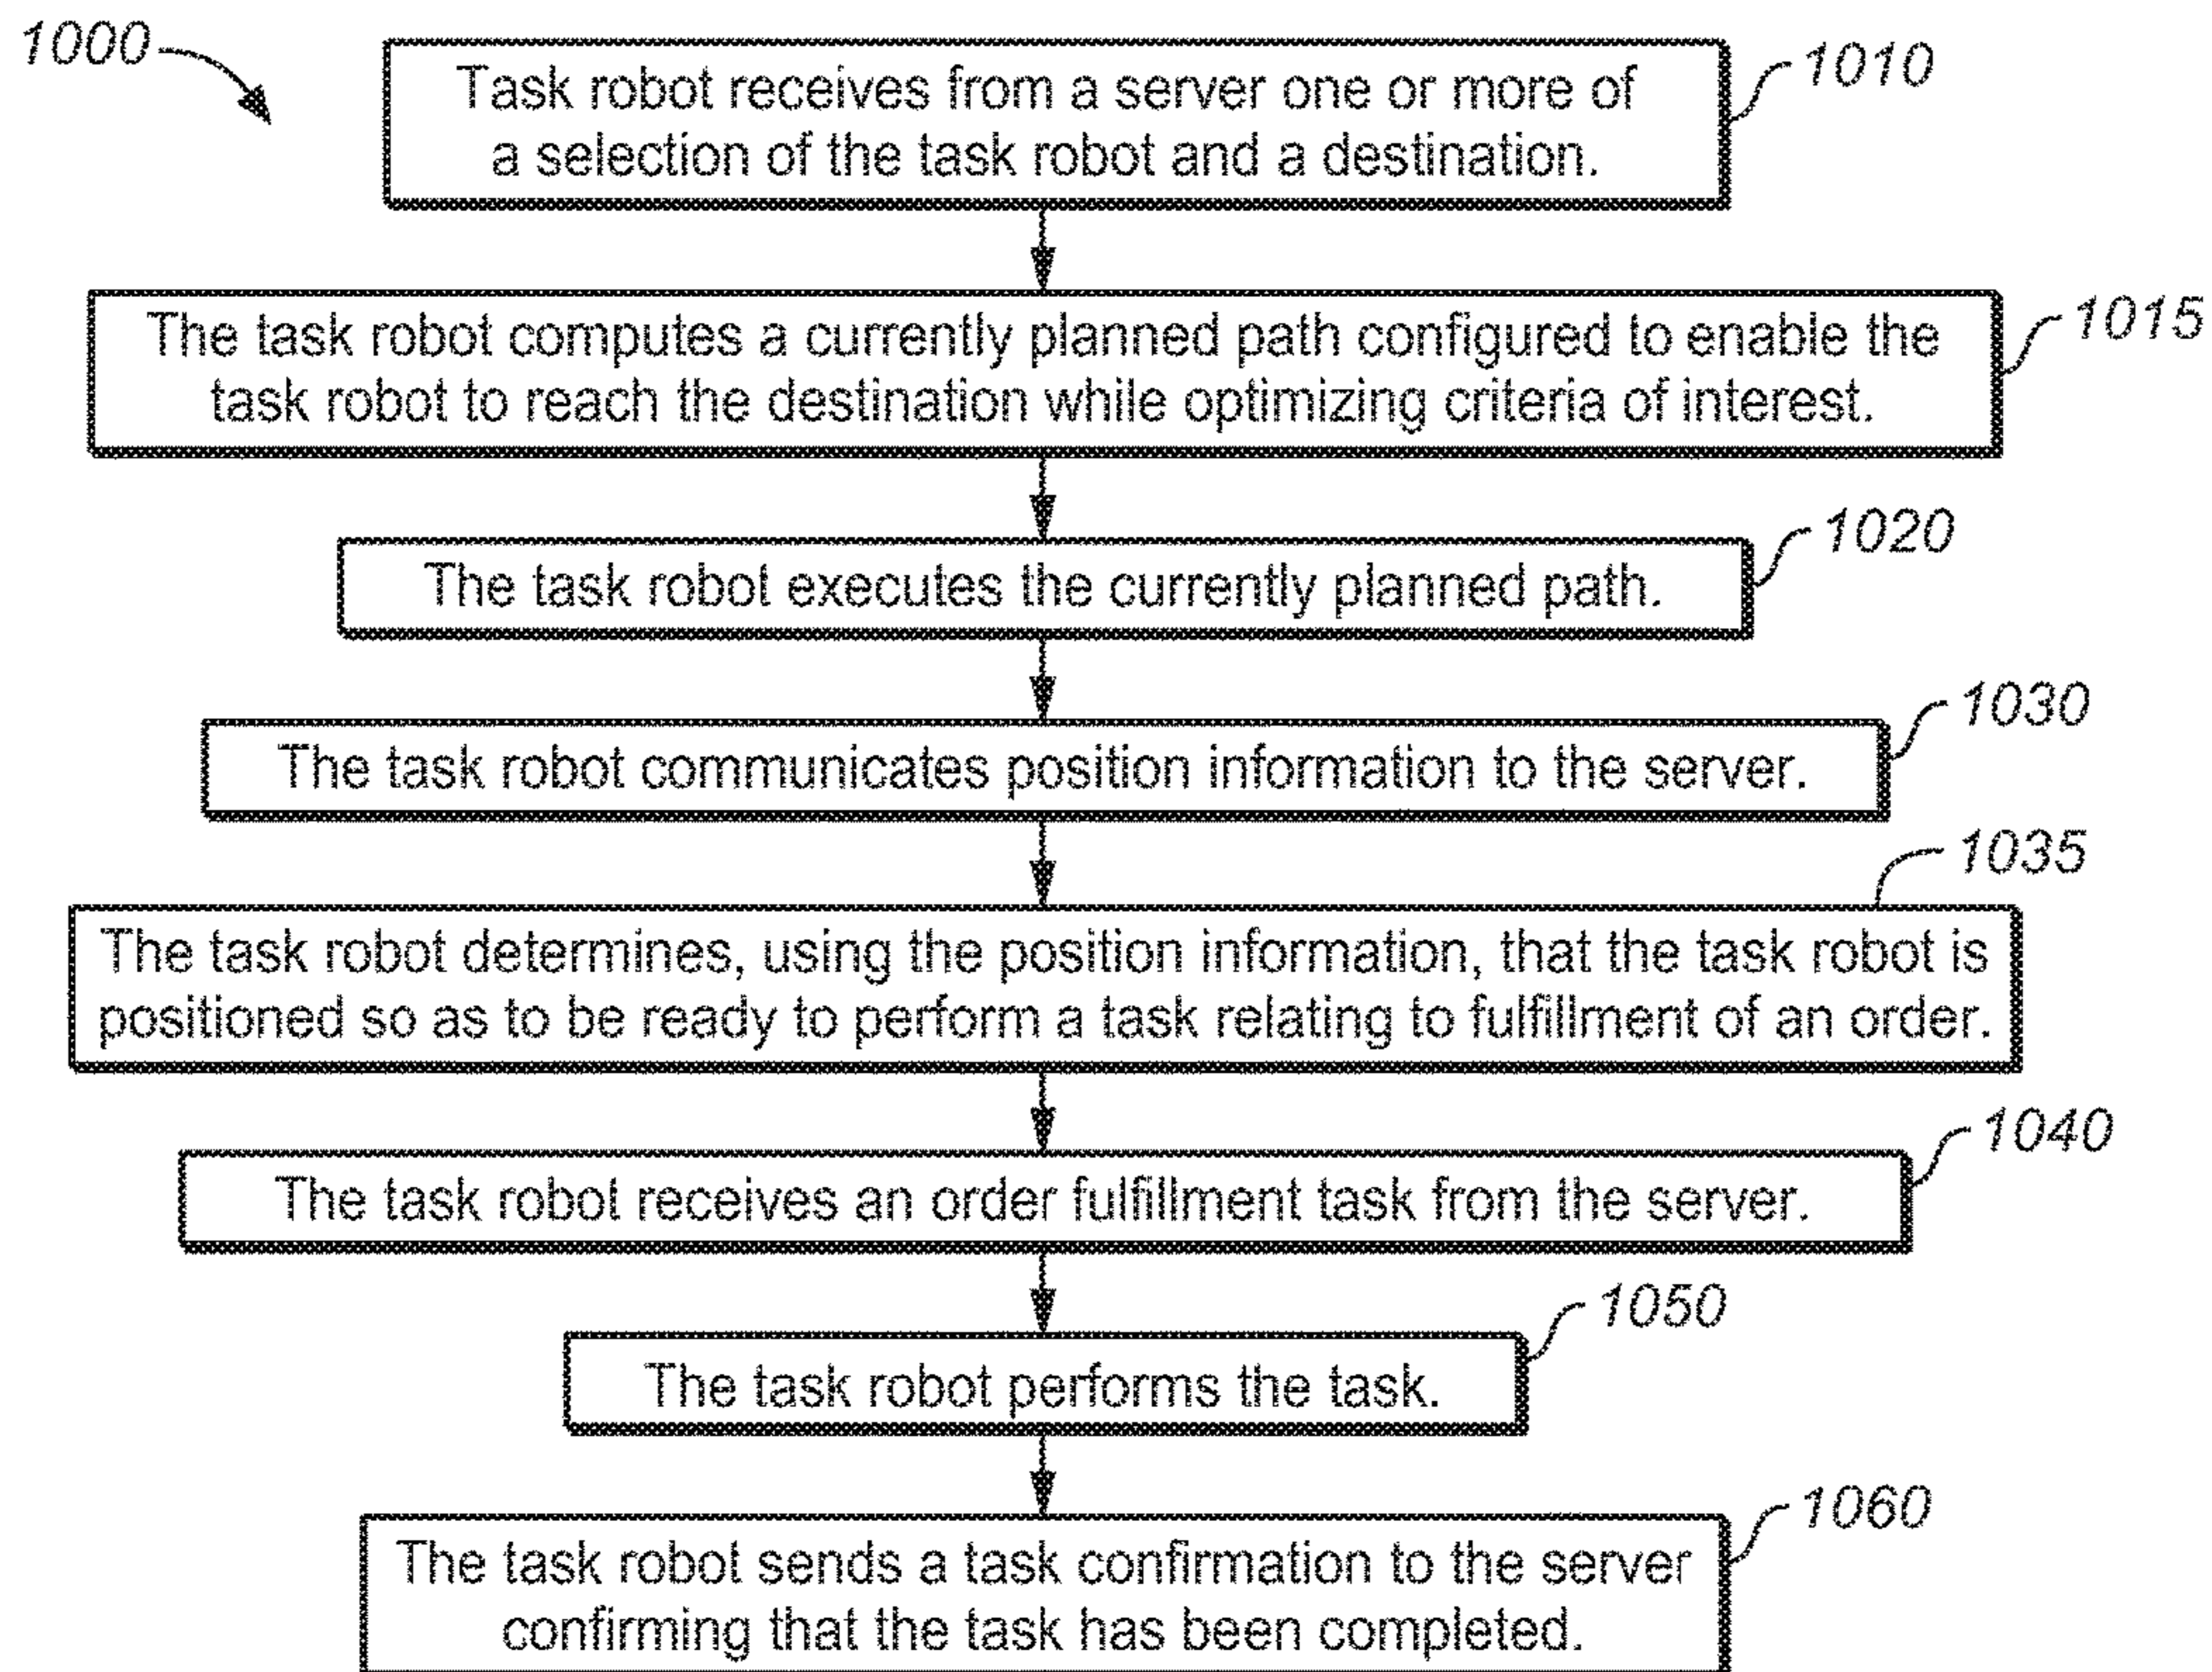 1000
Task robot receives from a server one or more of
a selection of the task robot and a destination.
1010
The task robot computes a currently planned path configured to enable the
task robot to reach the destination while optimizing criteria of interest.
1015
The task robot executes the currently planned path.
1020
The task robot communicates position information to the server.
1030
The task robot determines, using the position information, that the task robot is
positioned so as to be ready to perform a task relating to fulfillment of an order.
1035
The task robot receives an order fulfillment task from the server.
1040
The task robot performs the task.
1050
The task robot sends a task confirmation to the server
confirming that the task has been completed.
1060